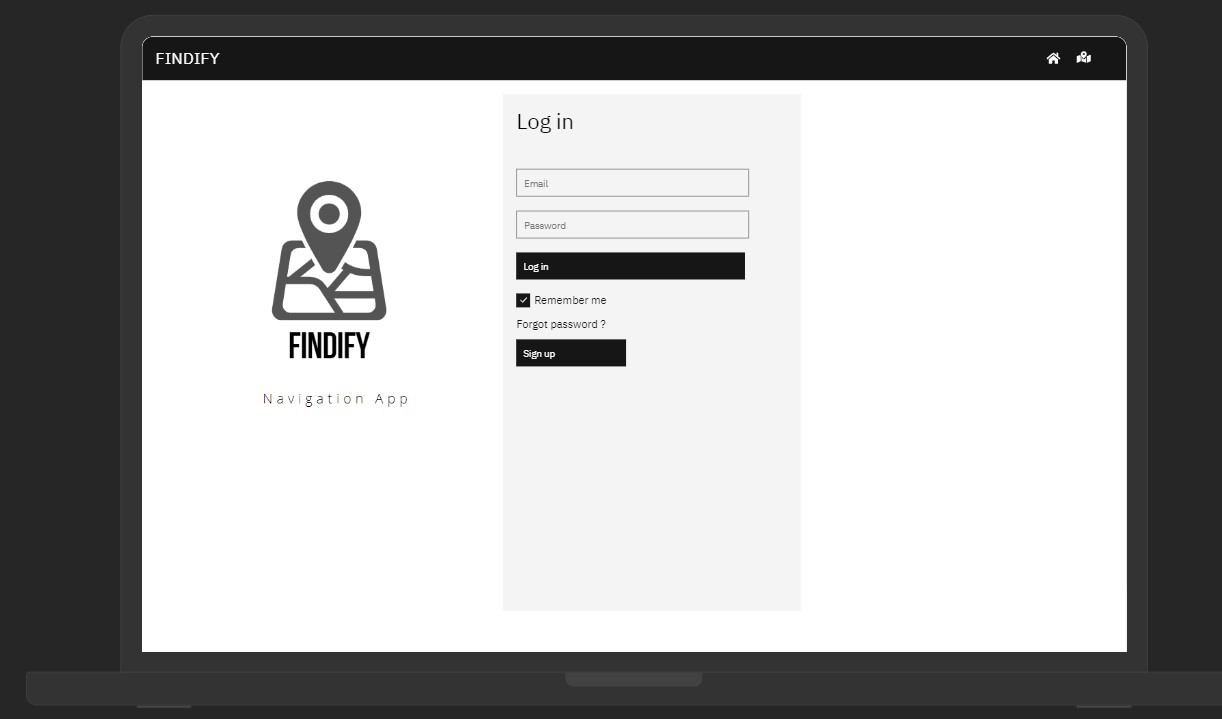 FINDIFY
FINDIFY
Navigation App
Log in
Email
Password
Log in
Remember me
Forgot password ?
Sign up